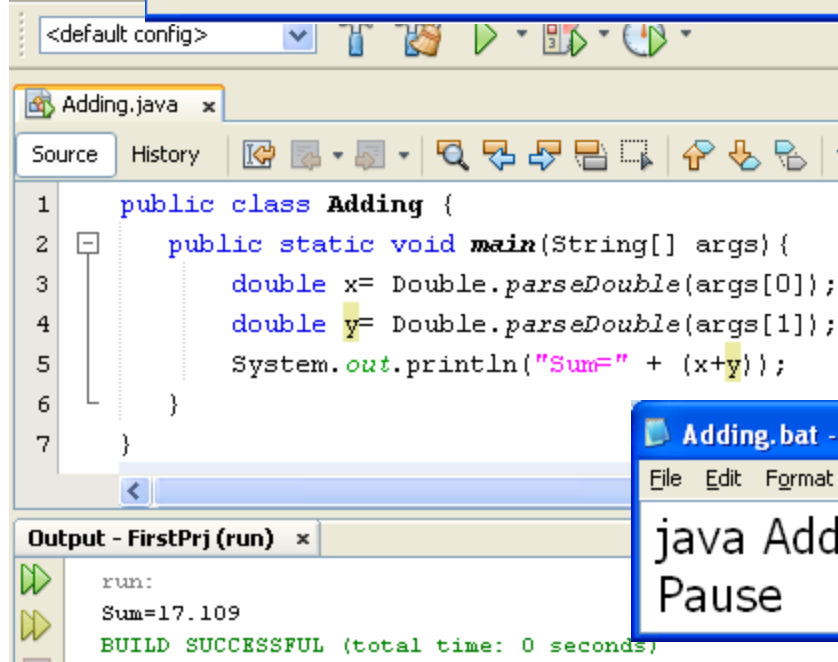 <default config>
Adding.java x
Source History
1 public class Adding {
2 public static void main(String[] args){
3 double x= Double.parseDouble(args[0]);
4 double y= Double.parseDouble(args[1]);
5 System.out.println("Sum=" + (x+y));
6 }
7 }
Adding.bat -
File Edit Format
java Add
Pause
Output - FirstPrj (run) x
run:
Sum=17.109
BUILD SUCCESSFUL (total time: 0 seconds)